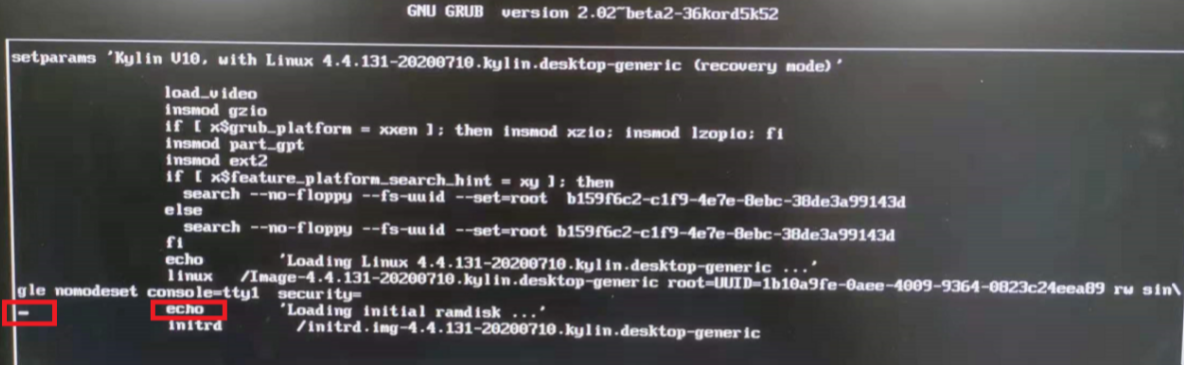 GNU GRUB version 2.02~beta2-36kord5k52
setparams 'Kylin V10, with Linux 4.4.131-20200710.kylin.desktop-generic (recovery mode)'
load_video
insmod gzio
if [ x$grub_platform = xxen ]; then insmod xzio; insmod lzopio; fi
insmod part_gpt
insmod ext2
if [ x$feature_platform_search_hint = xy ]; then
search --no-floppy --fs-uuid --set=root b159f6c2-c1f9-4e7e-8ebc-38de3a99143d
else
search --no-floppy --fs-uuid --set=root b159f6c2-c1f9-4e7e-8ebc-38de3a99143d
fi
echo 'Loading Linux 4.4.131-20200710.kylin.desktop-generic ...'
linux /Image-4.4.131-20200710.kylin.desktop-generic root=UUID=1b10a9fe-0aee-4009-9364-0823c24eea89 rw sin\
gle nomodeset console=tty1 security=
echo 'Loading initial ramdisk ...'
initrd /initrd.img-4.4.131-20200710.kylin.desktop-generic